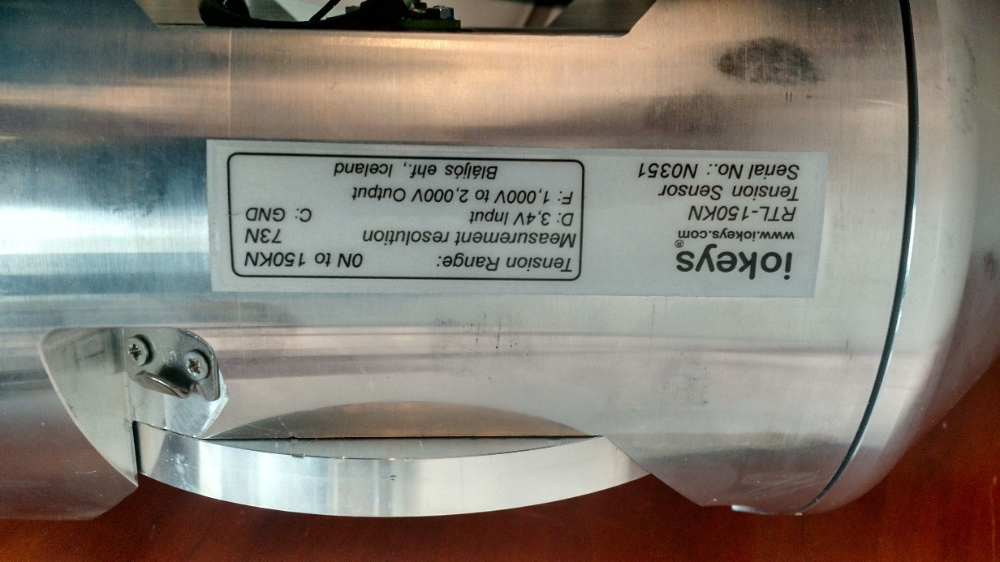 iokeys®
www.iokeys.com
RTL-150KN
Tension Sensor
Serial No.: N0351
Tension Range: 0N to 150KN
Measurement resolution 73N
D: 3,4V Input C: GND
F: 1,000V to 2,000V Output
Bláljós ehf., Iceland